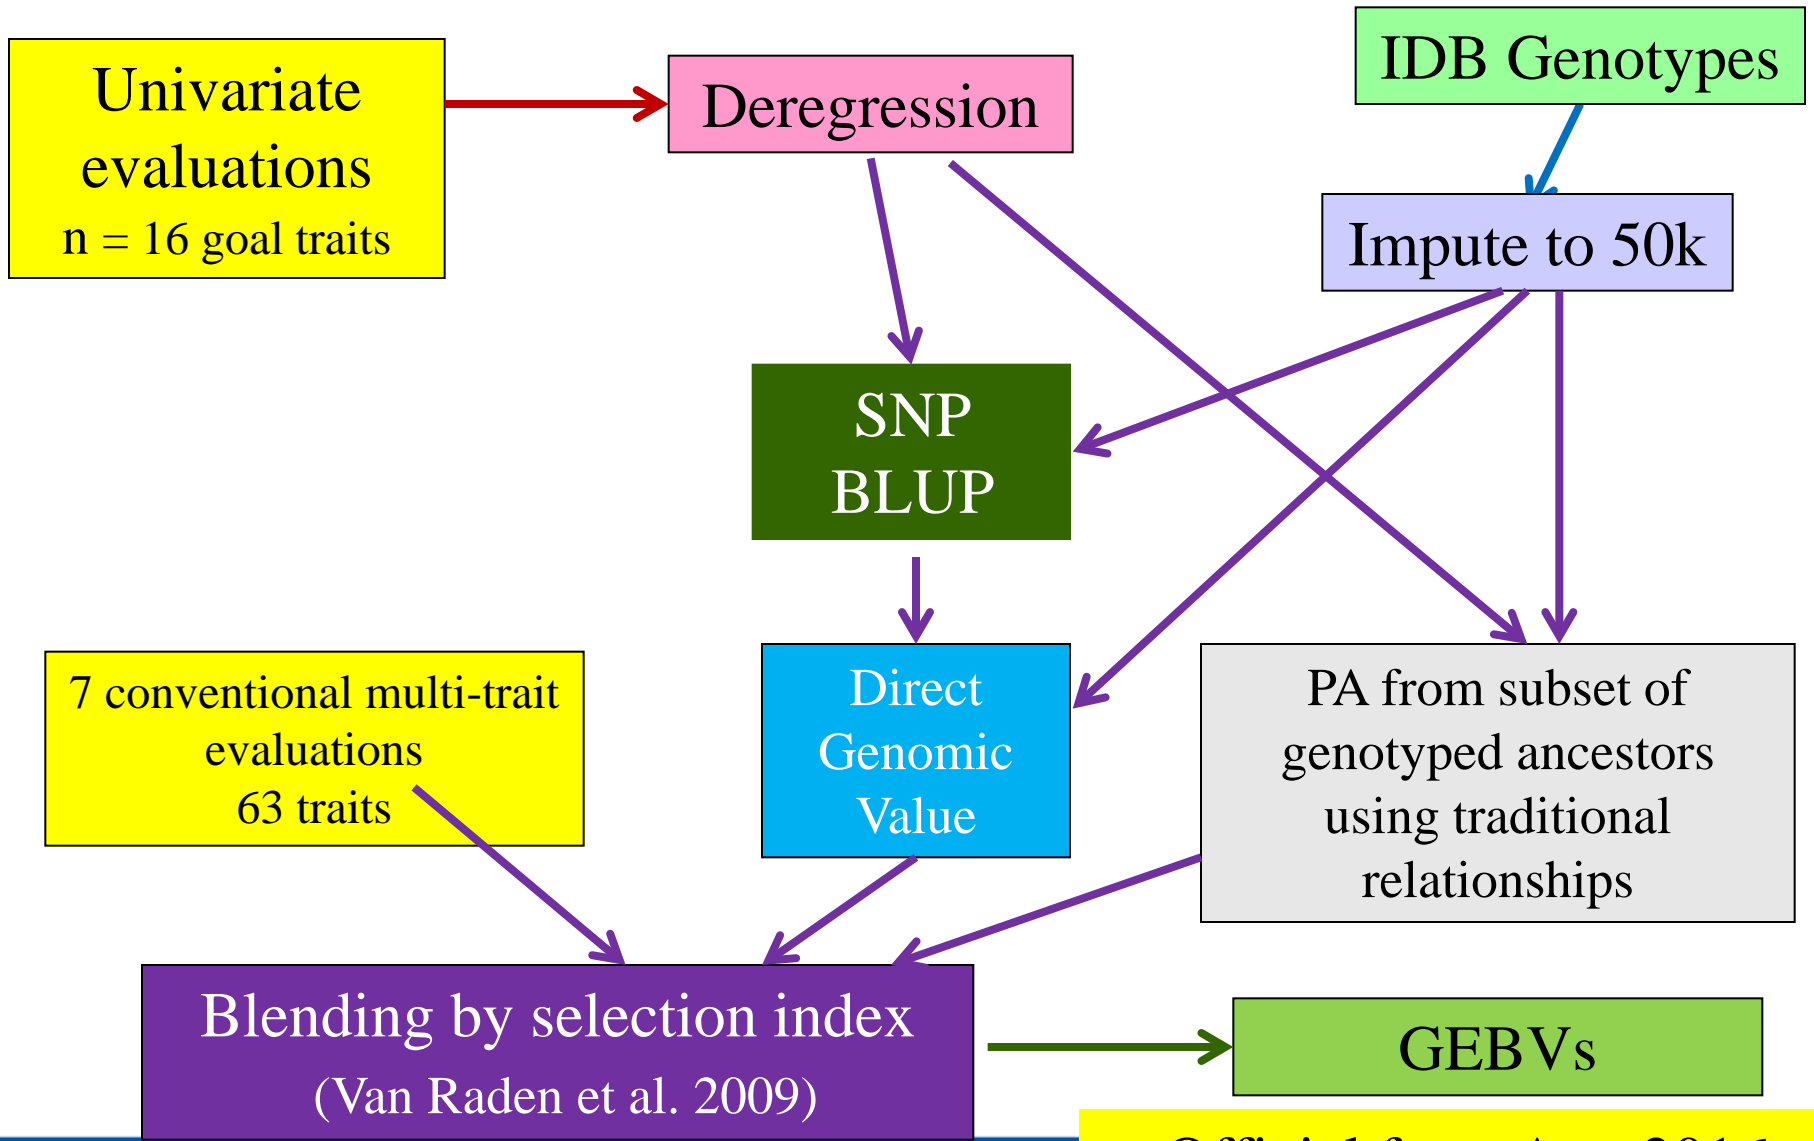 Univariate
evaluations
n = 16 goal traits
Deregression
IDB Genotypes
Impute to 50k
SNP
BLUP
7 conventional multi-trait
evaluations
63 traits
Direct
Genomic
Value
PA from subset of
genotyped ancestors
using traditional
relationships
Blending by selection index
(Van Raden et al. 2009)
GEBVs